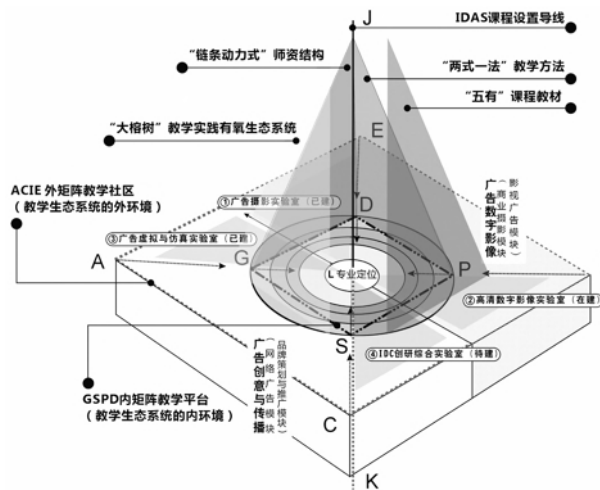 J
IDAS课程设置导线
“链条动力式”师资结构
“两式一法”教学方法
“五有”课程教材
“大榕树”教学实践有氧生态系统
E
ACIE 外矩阵教学社区
（教学生态系统的外环境）
①广告摄影实验室（已建）
D
广告数字影像
（商业摄影模块
影视广告模块）
③广告虚拟与仿真实验室（已建）
A
G
L 专业定位
P
②高清数字影像实验室（在建）
S
④IDC创研综合实验室（待建）
广告创意与传播
（网络广告模块
品牌策划与推广模块）
GSPD内矩阵教学平台
（教学生态系统的内环境）
C
K